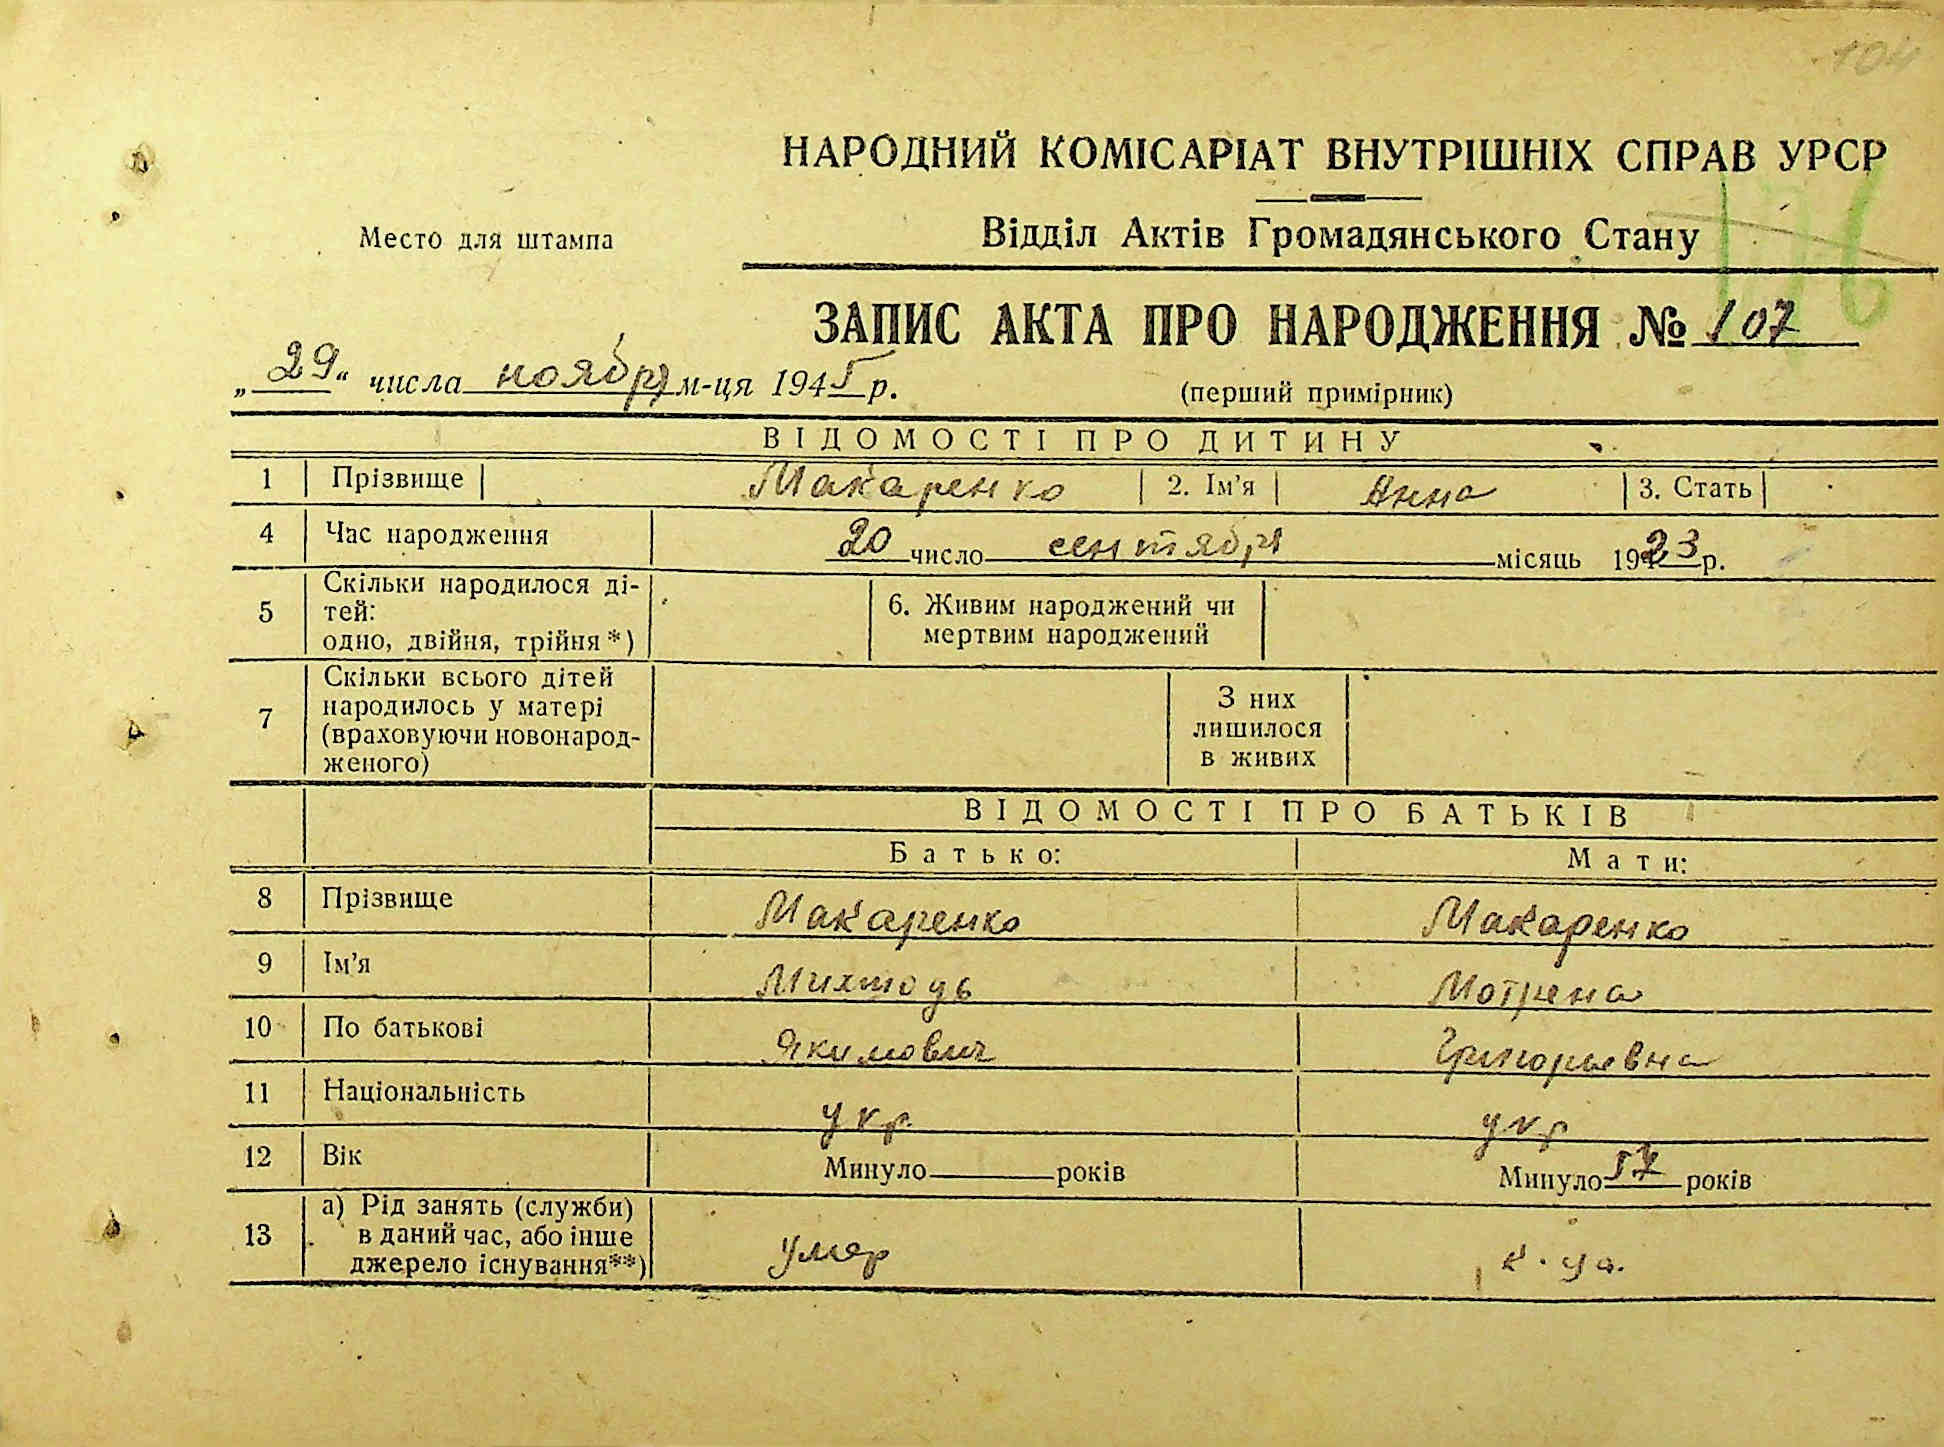 104
НАРОДНИЙ КОМІСАРІАТ ВНУТРІШНІХ СПРАВ УРСР
Место для штампа
Відділ Актів Громадянського Стану
176
ЗАПИС АКТА ПРО НАРОДЖЕННЯ № 107
„29“ числа ноября м-ця 1945 р.
(перший примірник)
ВІДОМОСТІ ПРО ДИТИНУ
1 Прізвище Макаренко 2. Ім’я Анна 3. Стать
4 Час народження 20 число сентября місяць 1923 р.
5 Скільки народилося ді-
тей:
одно, двійня, трійня*)
6. Живим народжений чи
мертвим народжений
7 Скільки всього дітей
народилось у матері
(враховуючи новонарод-
женого)
З них
лишилося
в живих
ВІДОМОСТІ ПРО БАТЬКІВ
Батько: Мати:
8 Прізвище Макаренко Макаренко
9 Ім’я Мотрена
10 По батькові Якимович Григорьевна
11 Національність укр укр
12 Вік Минуло років Минуло 57 років
13 а) Рід занять (служби)
в даний час, або інше
джерело існування**)
умер